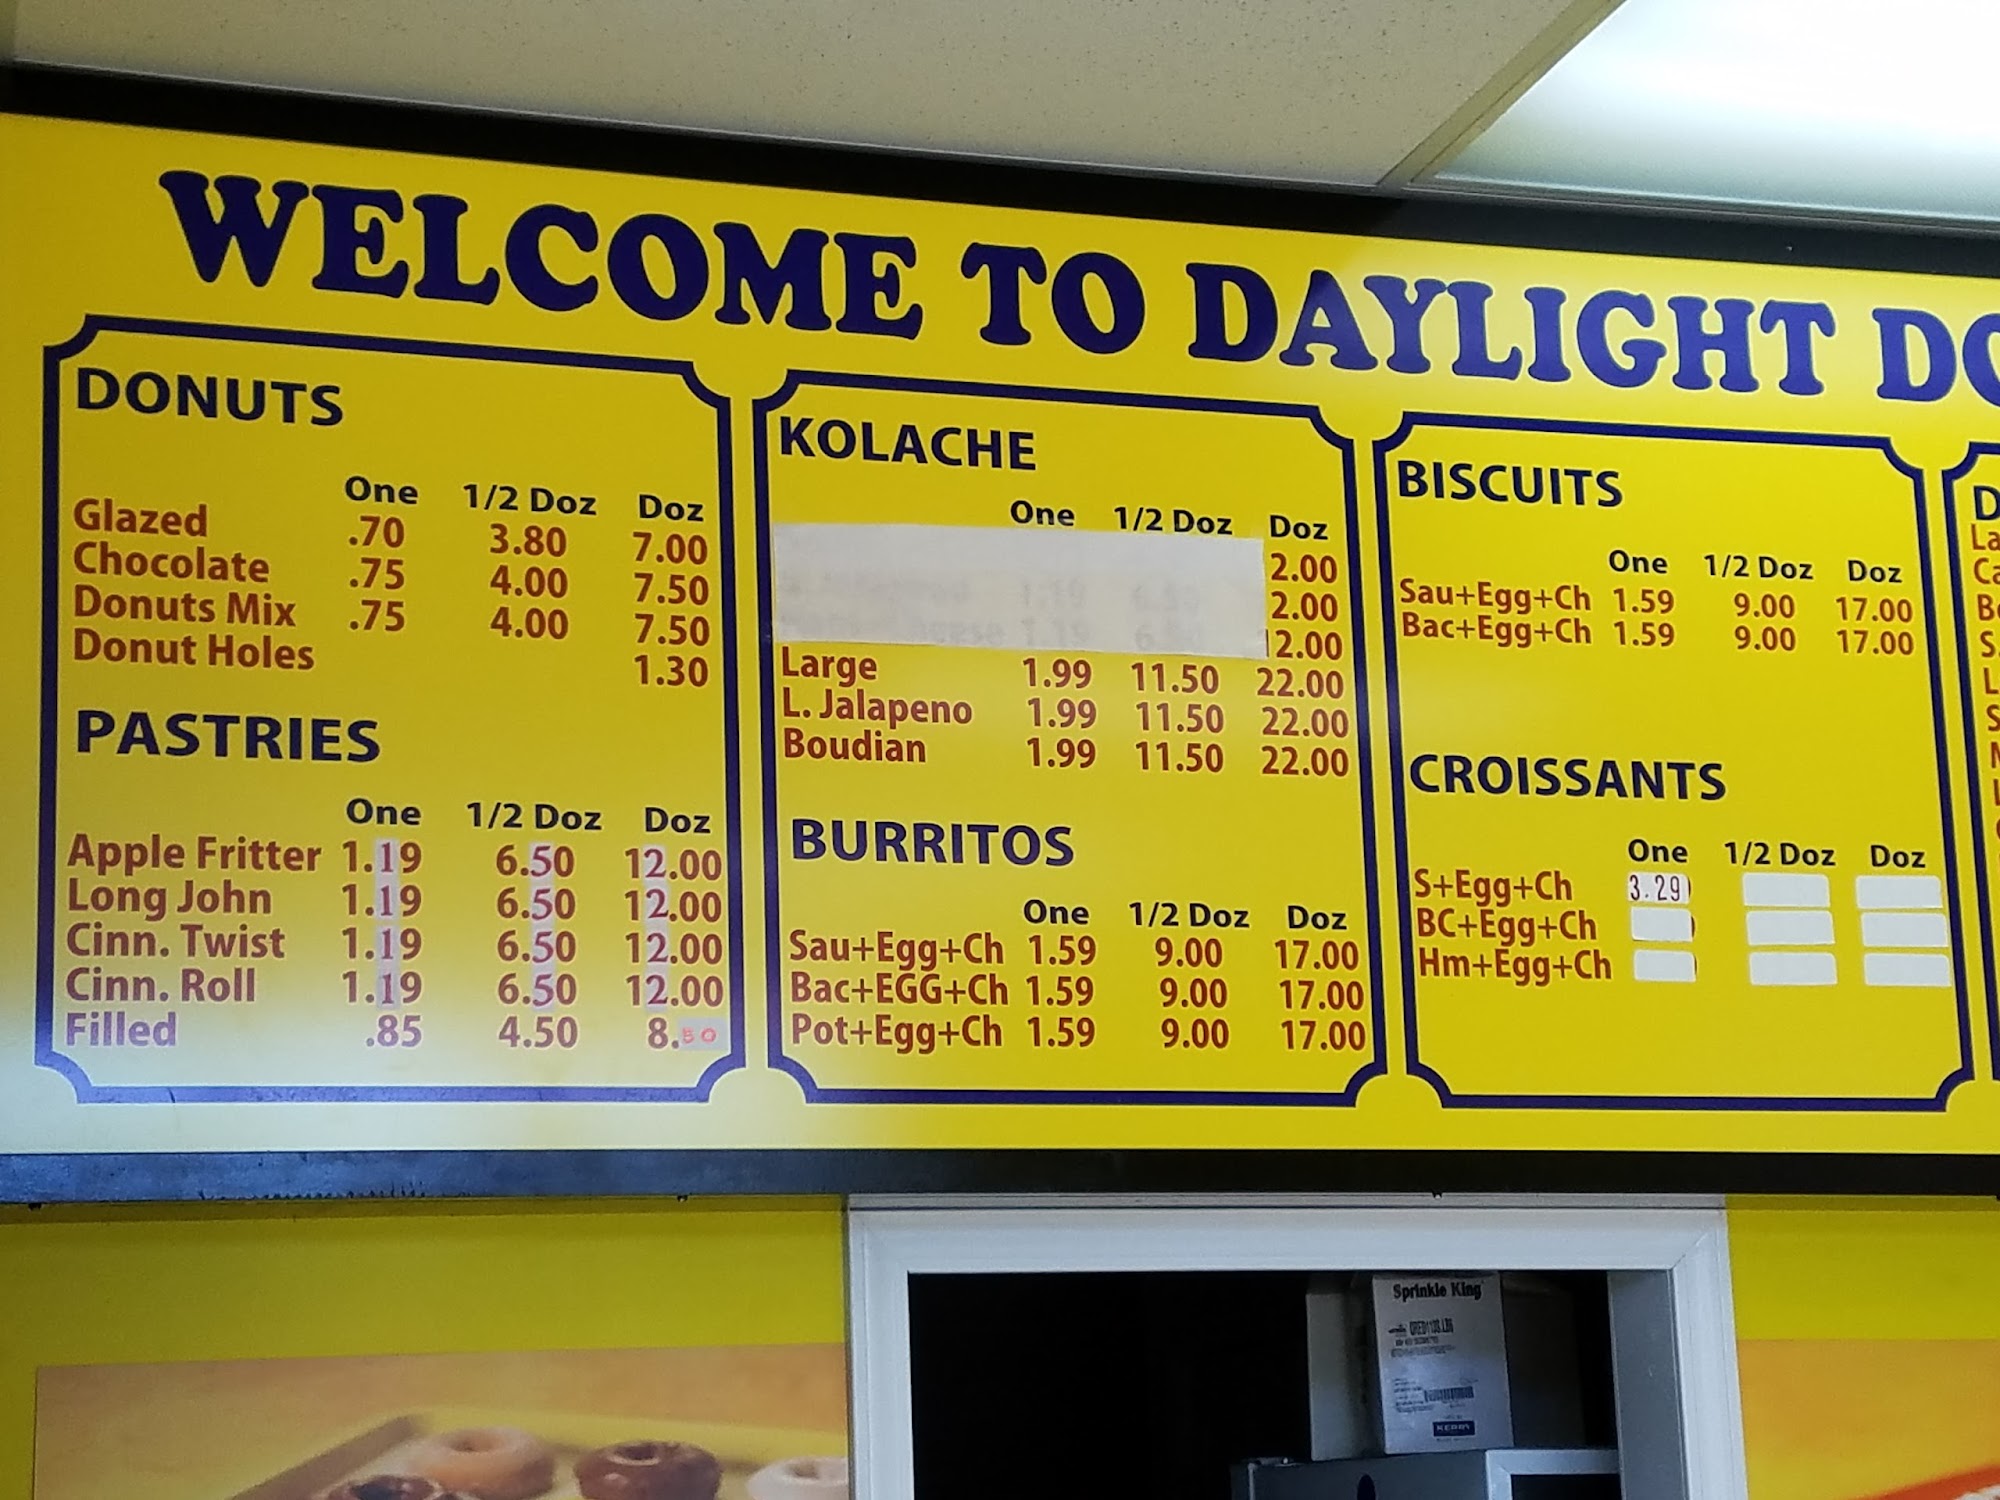 WELCOME TO DAYLIGHT DO
DONUTS
One 1/2 Doz Doz
Glazed .70 3.80 7.00
Chocolate .75 4.00 7.50
Donuts Mix .75 4.00 7.50
Donut Holes 1.30
PASTRIES
One 1/2 Doz Doz
Apple Fritter 1.19 6.50 12.00
Long John 1.19 6.50 12.00
Cinn. Twist 1.19 6.50 12.00
Cinn. Roll 1.19 6.50 12.00
Filled .85 4.50 8.50
KOLACHE
One 1/2 Doz Doz
2.00
2.00
12.00
Large 1.99 11.50 22.00
L. Jalapeno 1.99 11.50 22.00
Boudian 1.99 11.50 22.00
BURRITOS
One 1/2 Doz Doz
Sau+Egg+Ch 1.59 9.00 17.00
Bac+EGG+Ch 1.59 9.00 17.00
Pot+Egg+Ch 1.59 9.00 17.00
BISCUITS
One 1/2 Doz Doz
Sau+Egg+Ch 1.59 9.00 17.00
Bac+Egg+Ch 1.59 9.00 17.00
CROISSANTS
One 1/2 Doz Doz
S+Egg+Ch 3.29
BC+Egg+Ch
Hm+Egg+Ch
D
La
Ca
B
S.
L
S
Sprinkle King
KERRY